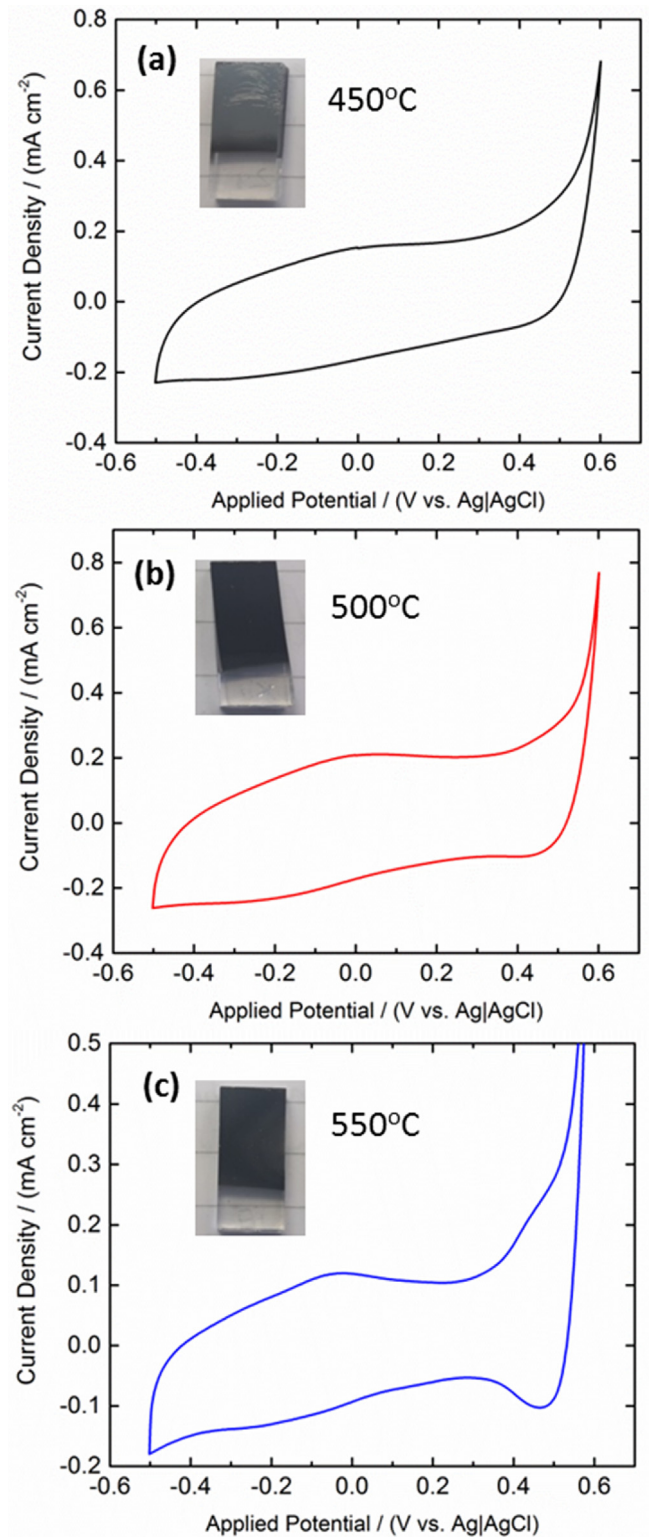 (a)
450°C
0.8
0.6
0.4
0.2
0.0
-0.2
-0.4
Current Density / (mA cm⁻²)
-0.6 -0.4 -0.2 0.0 0.2 0.4 0.6
Applied Potential / (V vs. Ag|AgCl)
(b)
500°C
0.8
0.6
0.4
0.2
0.0
-0.2
-0.4
Current Density / (mA cm⁻²)
-0.6 -0.4 -0.2 0.0 0.2 0.4 0.6
Applied Potential / (V vs. Ag|AgCl)
(c)
550°C
0.5
0.4
0.3
0.2
0.1
0.0
-0.1
-0.2
Current Density / (mA cm⁻²)
-0.6 -0.4 -0.2 0.0 0.2 0.4 0.6
Applied Potential / (V vs. Ag|AgCl)